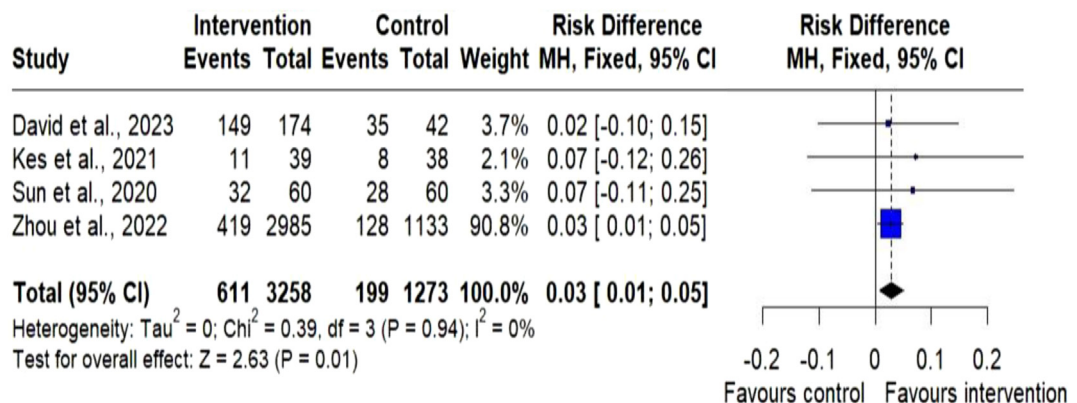 Intervention Control Risk Difference Risk Difference
Study Events Total Events Total Weight MH, Fixed, 95% CI MH, Fixed, 95% CI
David et al., 2023 149 174 35 42 3.7% 0.02 [-0.10; 0.15]
Kes et al., 2021 11 39 8 38 2.1% 0.07 [-0.12; 0.26]
Sun et al., 2020 32 60 28 60 3.3% 0.07 [-0.11; 0.25]
Zhou et al., 2022 419 2985 128 1133 90.8% 0.03 [ 0.01; 0.05]
Total (95% CI) 611 3258 199 1273 100.0% 0.03 [ 0.01; 0.05]
Heterogeneity: Tau² = 0; Chi² = 0.39, df = 3 (P = 0.94); I² = 0%
Test for overall effect: Z = 2.63 (P = 0.01)
-0.2 -0.1 0 0.1 0.2
Favours control Favours intervention